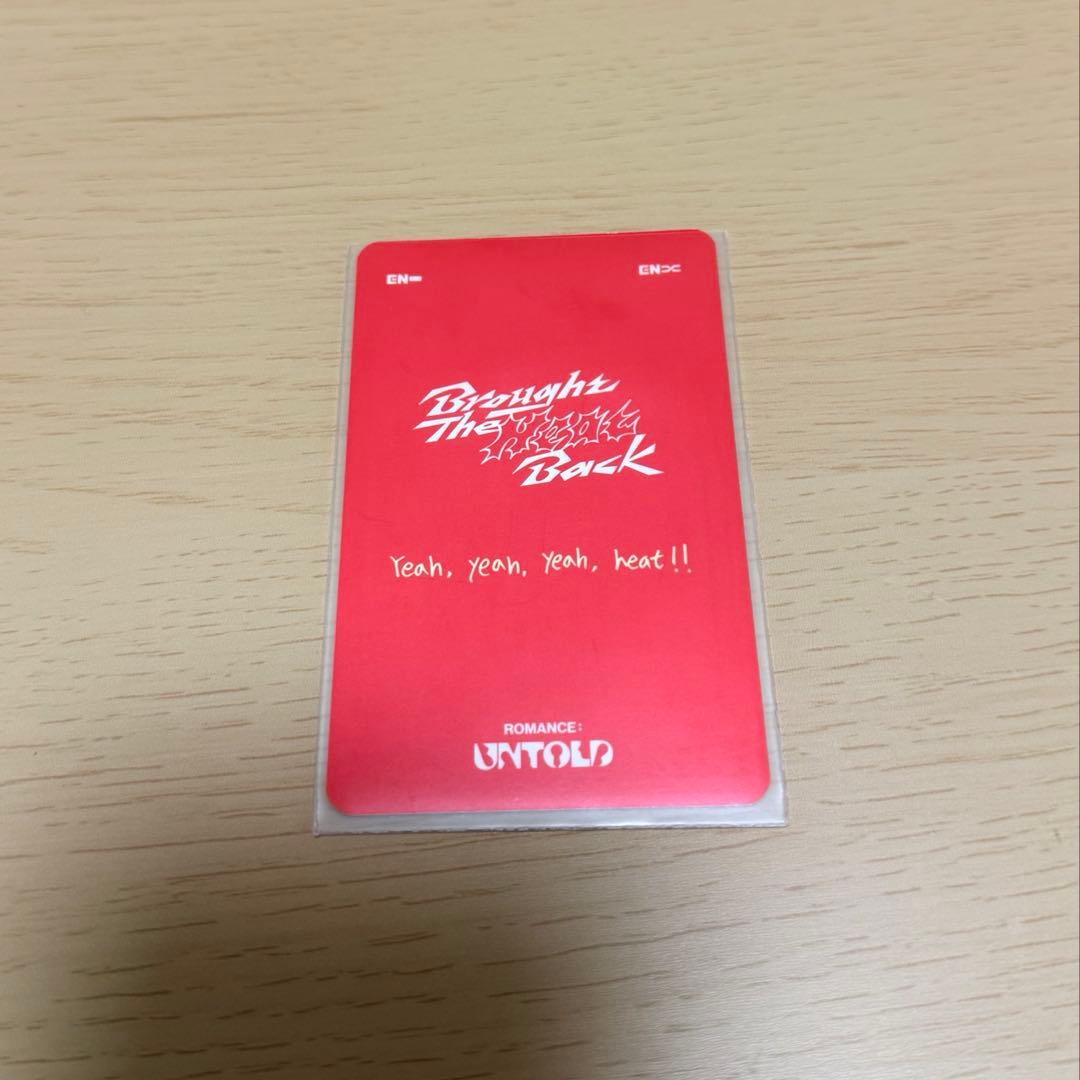 EN-
EN><
Brought
The Heat
Back
Yeah, yeah, yeah, heat!!
ROMANCE:
UNTOLD